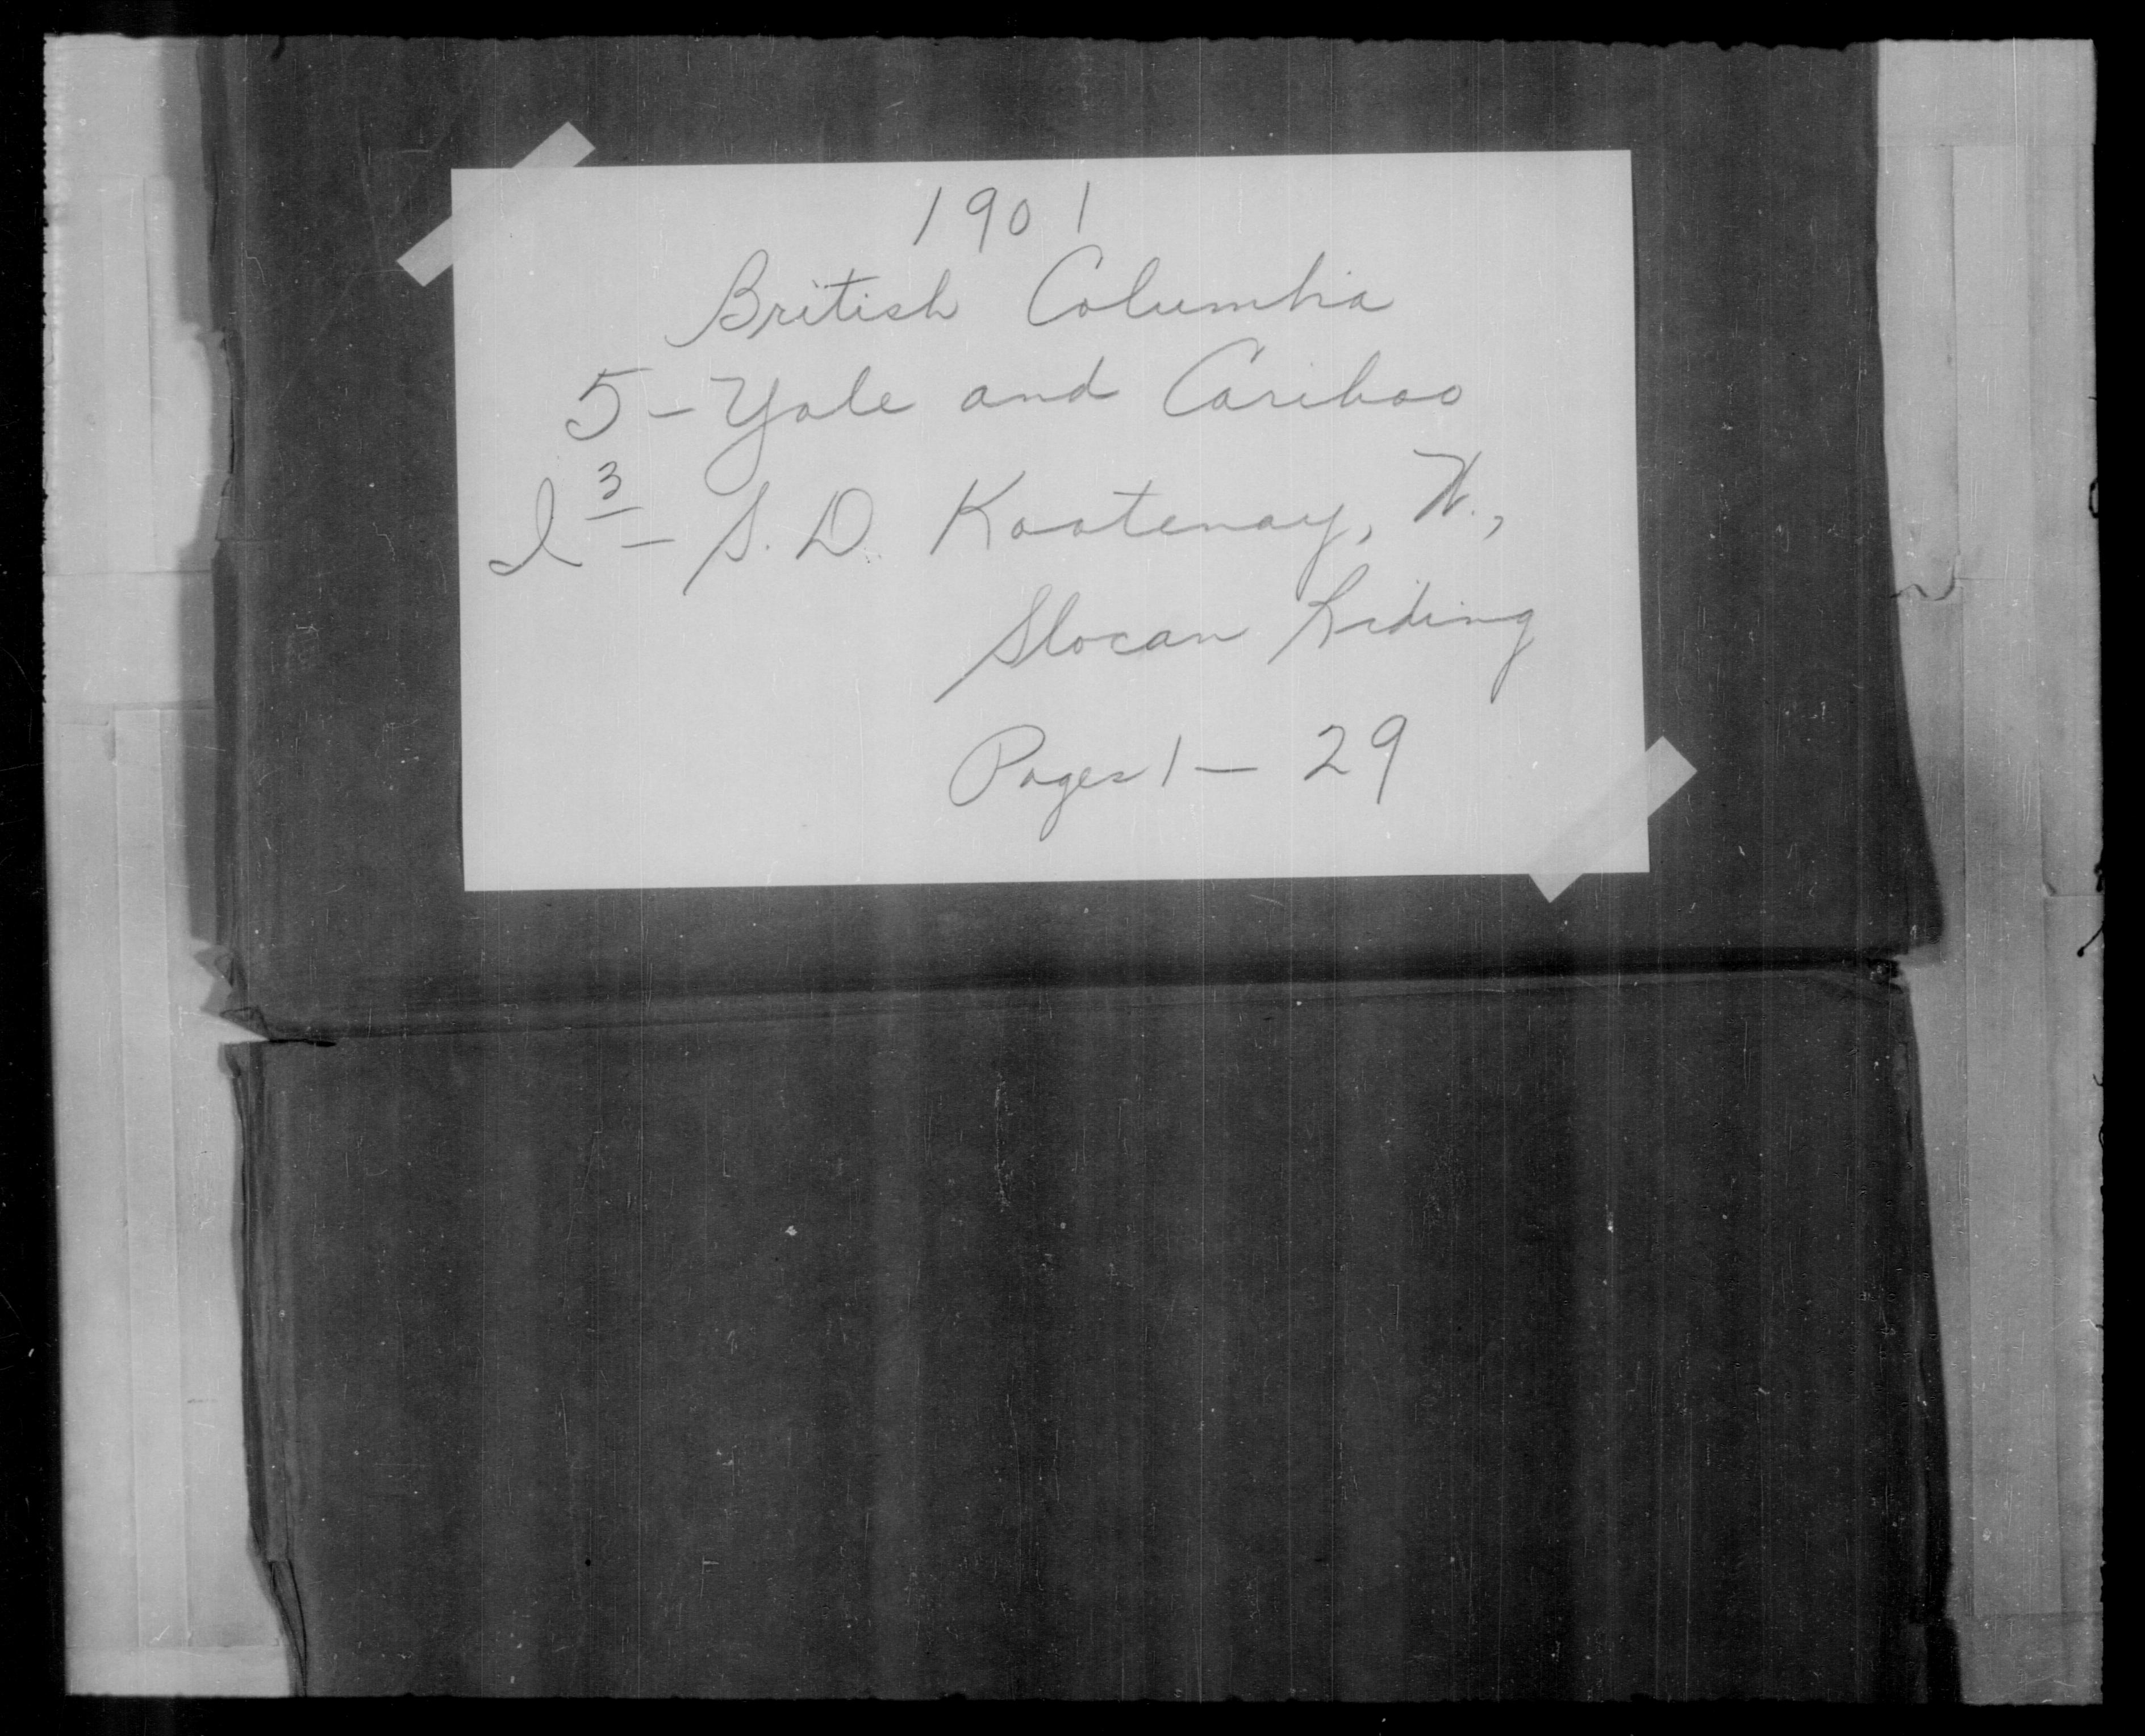 1901
British Columbia
5 - Yale and Cariboo
l 3 - S. D. Kootenay, W.,
Slocan Riding
Pages 1 - 29